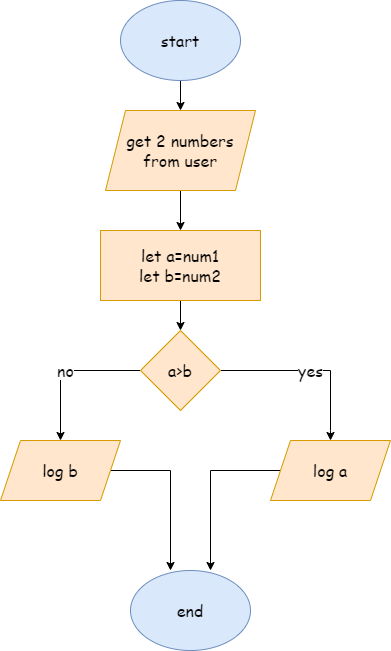 start
get 2 numbers
from user
let a=num1
let b=num2
a>b
no
yes
log b
log a
end